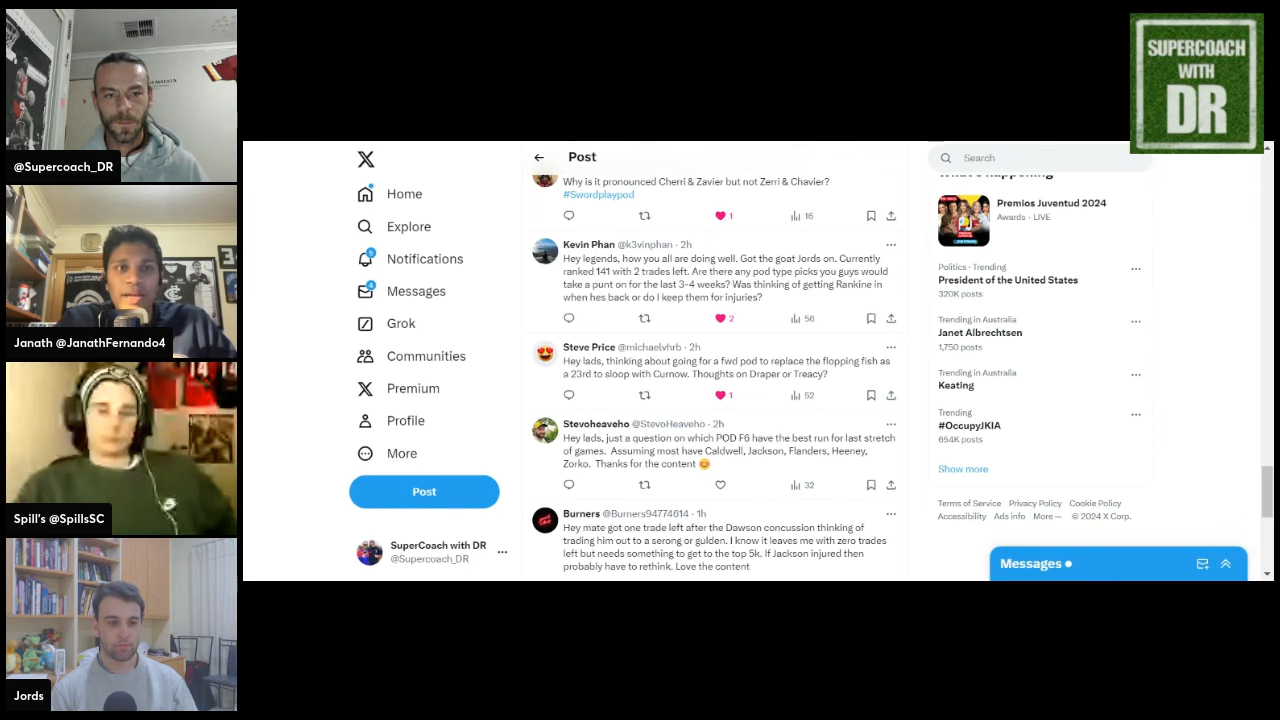 @Supercoach_DR
Janath @JanathFernando4
Spill's @SpillsSC
Jords
SUPERCOACH
WITH
DR
X
Home
Explore
5
Notifications
4
Messages
Grok
Communities
Premium
Profile
More
Post
SuperCoach with DR
@Supercoach_DR
Post
Why is it pronounced Cherri & Zavier but not Zerri & Chavier?
#Swordplaypod
1
16
Kevin Phan @k3vinphan · 2h
Hey legends, how you all are doing well. Got the goat Jords on. Currently
ranked 141 with 2 trades left. Are there any pod type picks you guys would
take a punt on for the last 3-4 weeks? Was thinking of getting Rankine in
when hes back or do I keep them for injuries?
2
56
Steve Price @michaelvhrb · 2h
Hey lads, thinking about going for a fwd pod to replace the flopping fish as
a 23rd to sloop with Curnow. Thoughts on Draper or Treacy?
1
52
Stevoheaveho @StevoHeaveho · 2h
Hey lads, just a question on which POD F6 have the best run for last stretch
of games. Assuming most have Caldwell, Jackson, Flanders, Heeney,
Zorko. Thanks for the content 😊
32
Burners @Burners94774614 · 1h
Hey mate got one trade left after the Dawson concussion thinking of
trading him out to a serong or gulden. I know it leaves me with zero trades
left but needs something to get to the top 5k. If Jackson injured then
probably have to rethink. Love the content
Search
What's happening
Premios Juventud 2024
Awards · LIVE
Politics · Trending
President of the United States
320K posts
Trending in Australia
Janet Albrechtsen
1,750 posts
Trending in Australia
Keating
Trending
#OccupyJKIA
654K posts
Show more
Terms of Service Privacy Policy Cookie Policy
Accessibility Ads info More ··· © 2024 X Corp.
Messages